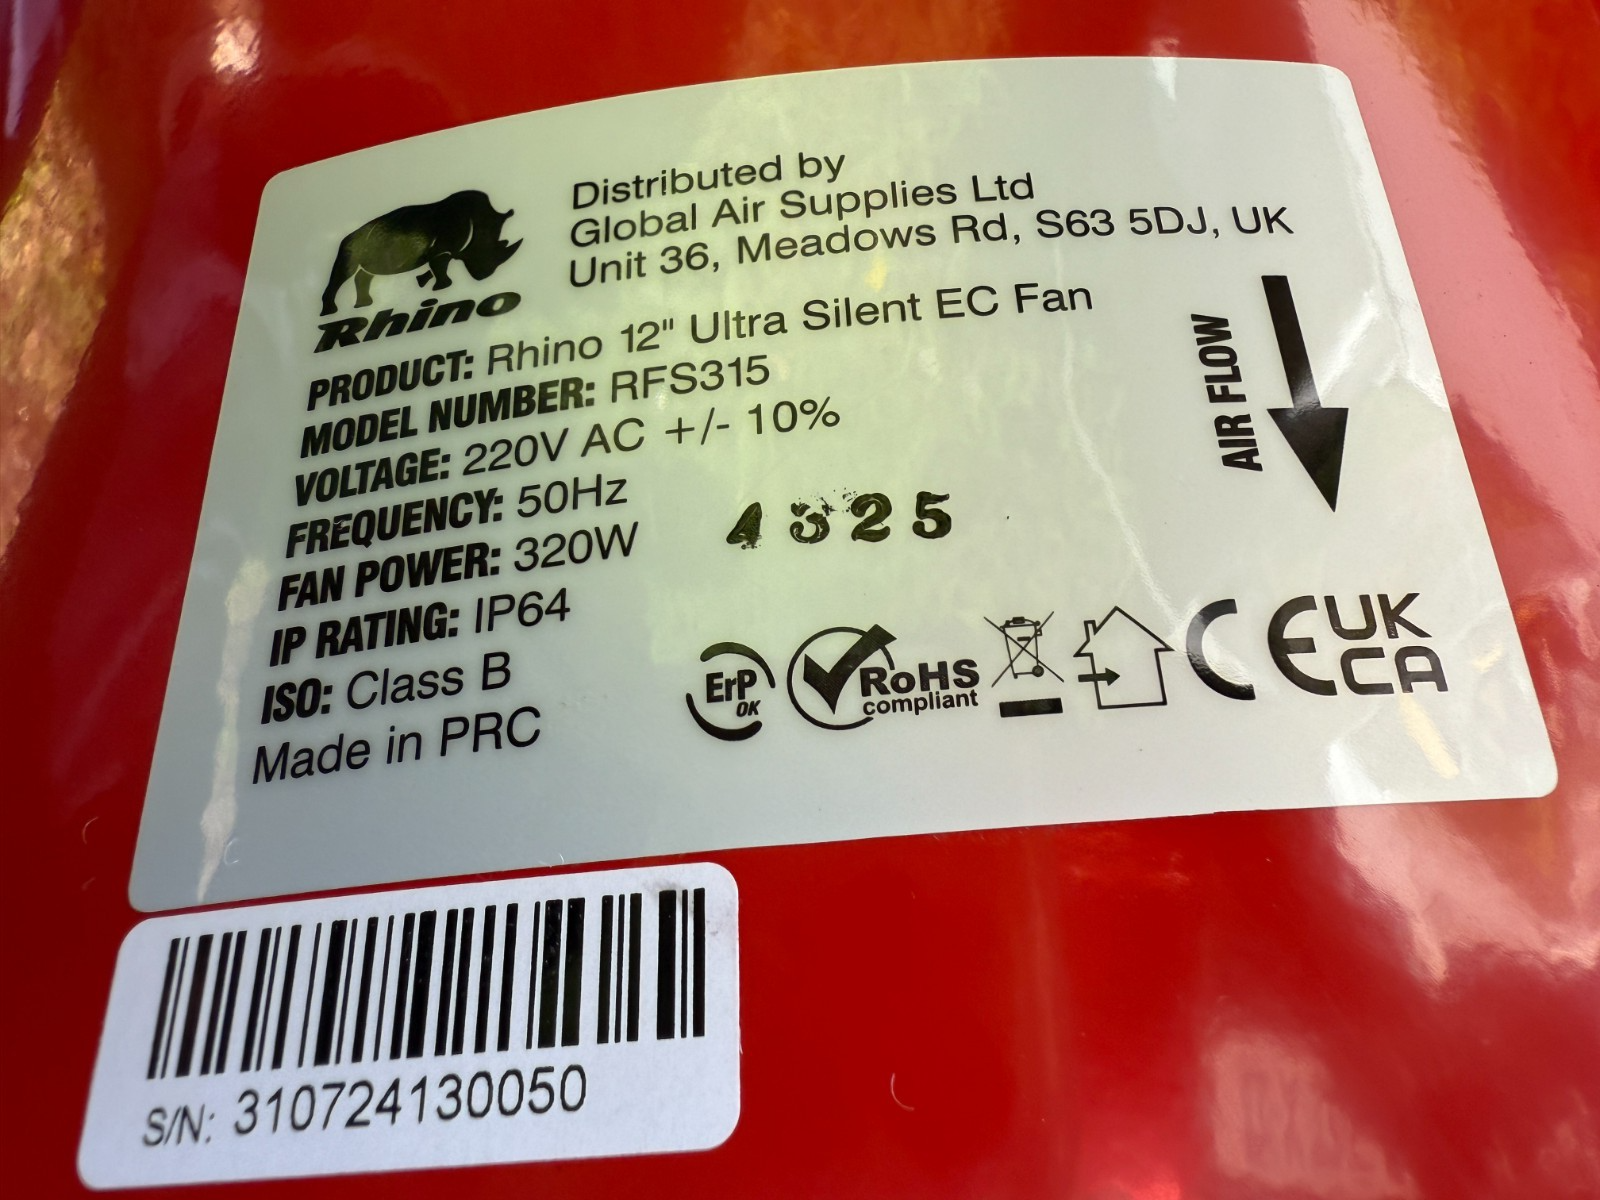 Rhino
Distributed by
Global Air Supplies Ltd
Unit 36, Meadows Rd, S63 5DJ, UK
PRODUCT: Rhino 12" Ultra Silent EC Fan
MODEL NUMBER: RFS315
VOLTAGE: 220V AC +/- 10%
FREQUENCY: 50Hz
FAN POWER: 320W
IP RATING: IP64
ISO: Class B
Made in PRC
AIR FLOW
4325
ErP
OK
RoHS
compliant
CE
UK
CA
S/N: 310724130050